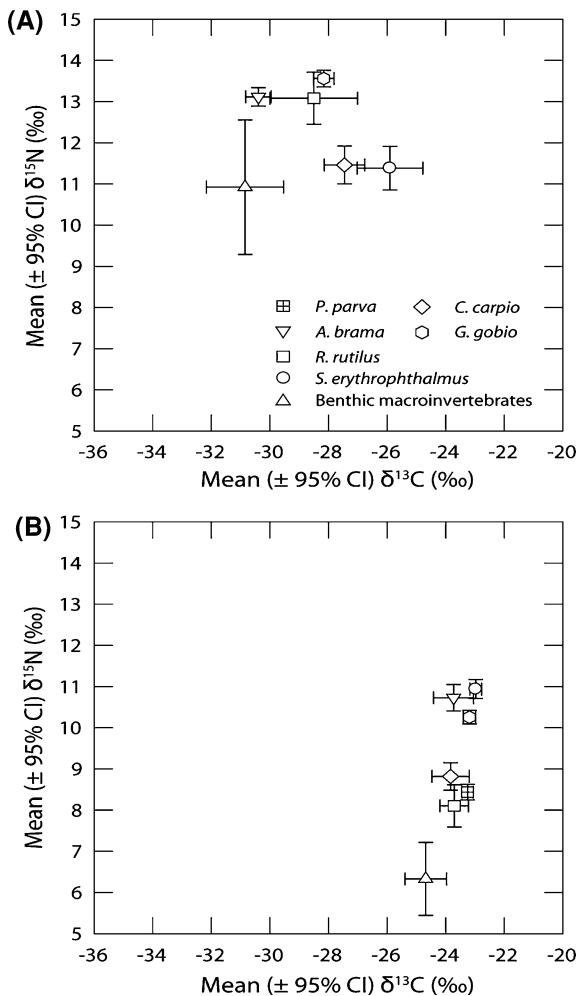 (A)
15
14
13
12
11
10
9
8
7
6
5
Mean (± 95% CI) δ¹⁵N (‰)
P. parva
C. carpio
A. brama
G. gobio
R. rutilus
S. erythrophthalmus
Benthic macroinvertebrates
-36 -34 -32 -30 -28 -26 -24 -22 -20
Mean (± 95% CI) δ¹³C (‰)
(B)
15
14
13
12
11
10
9
8
7
6
5
Mean (± 95% CI) δ¹⁵N (‰)
-36 -34 -32 -30 -28 -26 -24 -22 -20
Mean (± 95% CI) δ¹³C (‰)